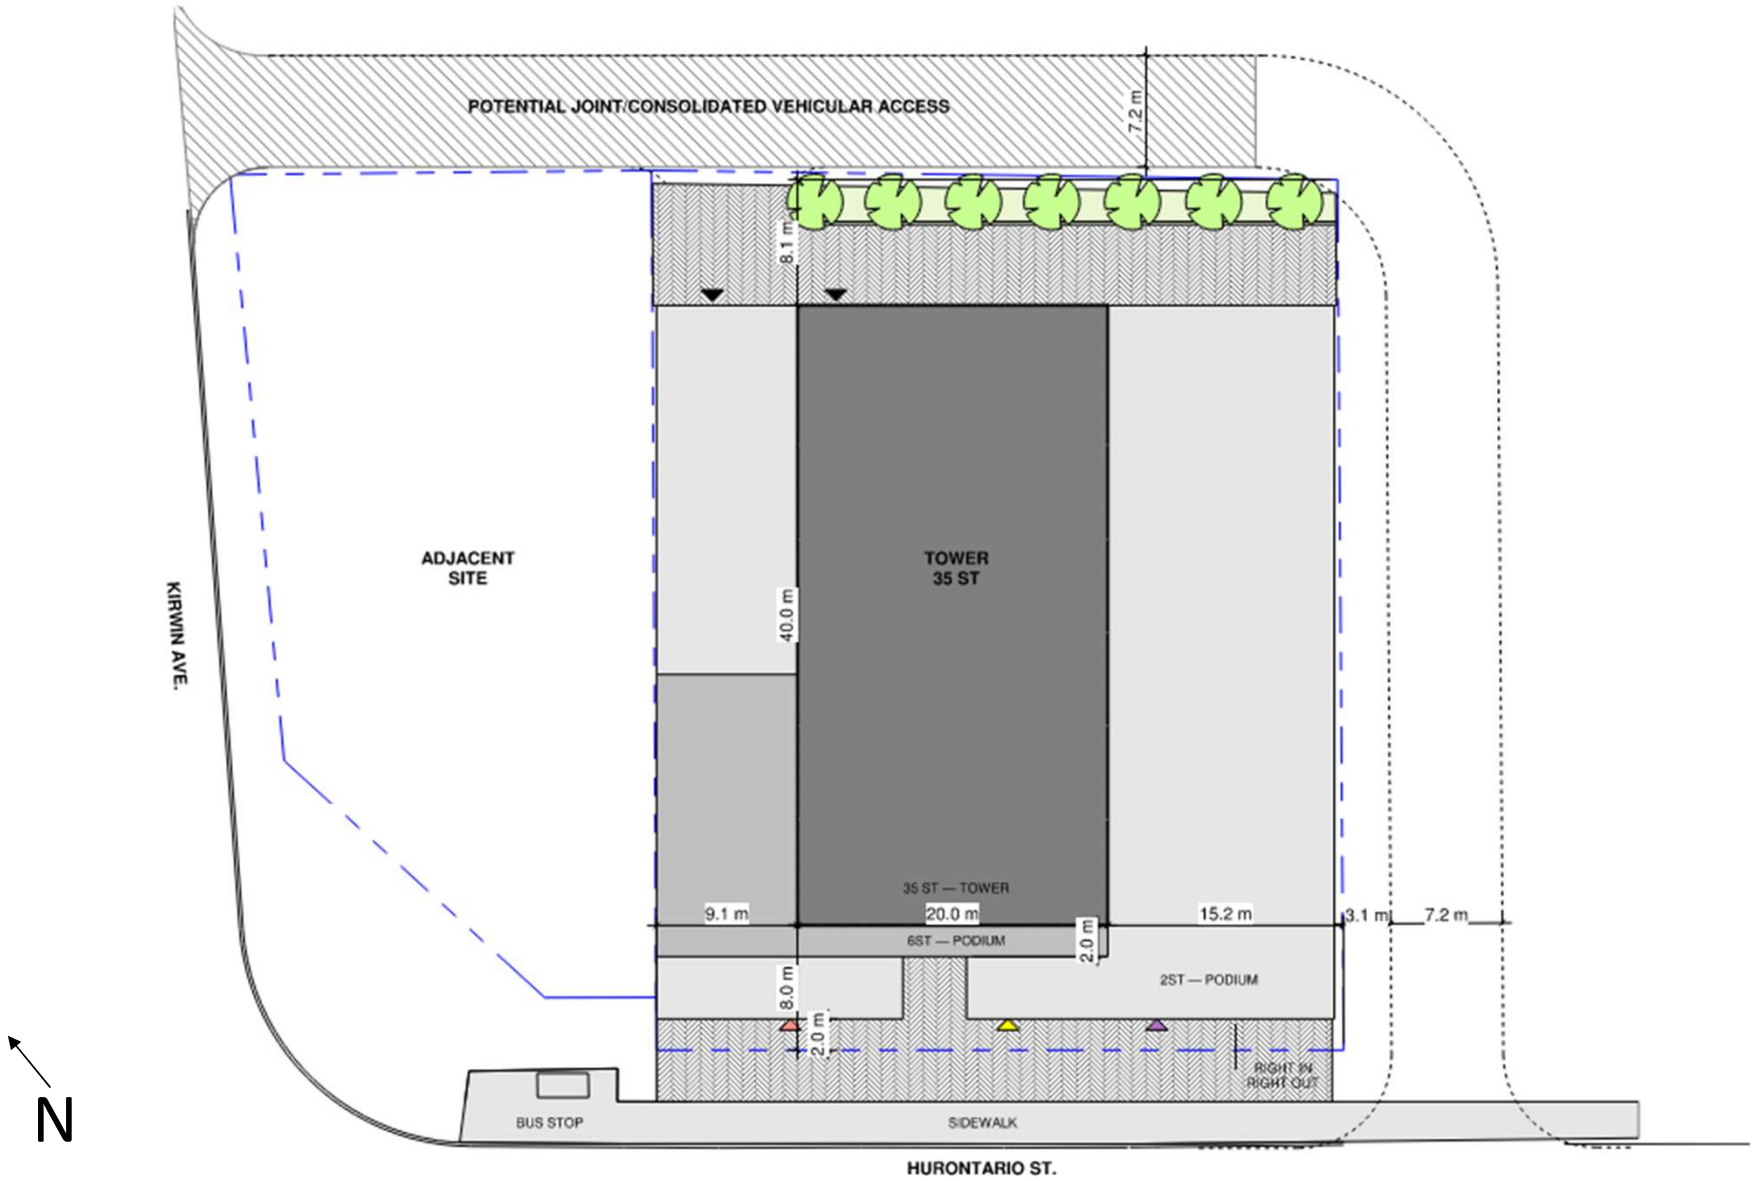 POTENTIAL JOINT/CONSOLIDATED VEHICULAR ACCESS
7.2 m
8.1 m
ADJACENT
SITE
TOWER
35 ST
KIRWIN AVE.
40.0 m
35 ST — TOWER
9.1 m
20.0 m
15.2 m
3.1 m
7.2 m
6ST — PODIUM
2.0 m
2ST — PODIUM
8.0 m
2.0 m
RIGHT IN
RIGHT OUT
N
BUS STOP
SIDEWALK
HURONTARIO ST.